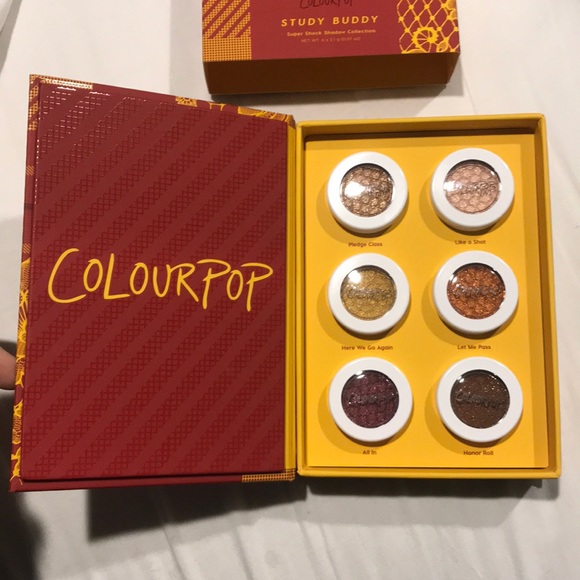 COLOURPOP
STUDY BUDDY
Super Shock Shadow Collection
COLOURPOP
Pledge Class
Like a Shot
Here We Go Again
Let Me Pass
All In
Honor Roll